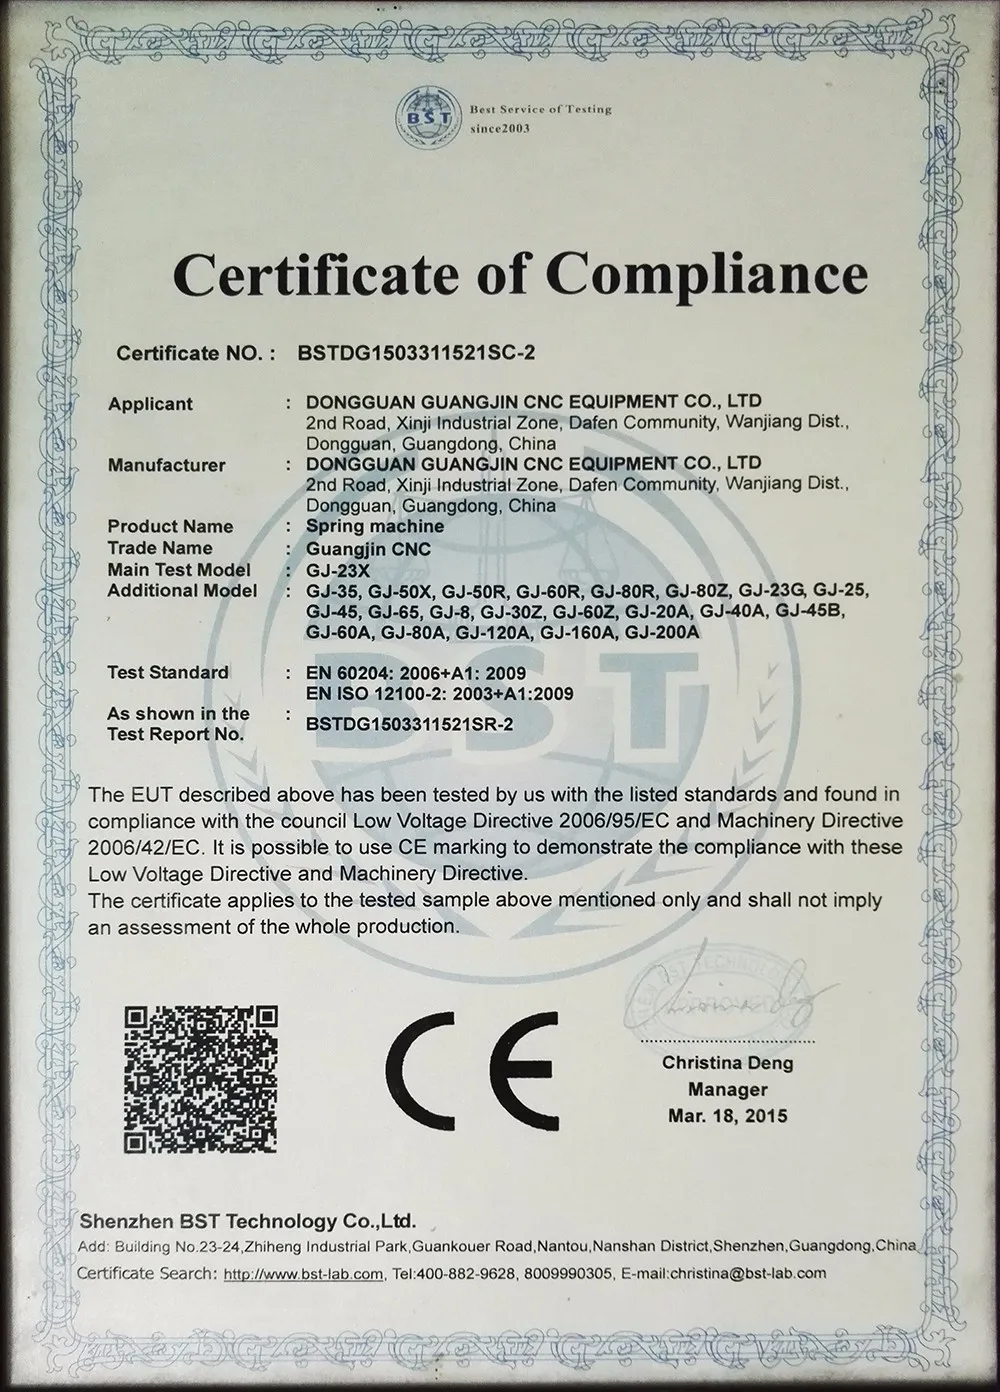 BST
Best Service of Testing
since2003
Certificate of Compliance
Certificate NO. : BSTDG1503311521SC-2
Applicant : DONGGUAN GUANGJIN CNC EQUIPMENT CO., LTD
2nd Road, Xinji Industrial Zone, Dafen Community, Wanjiang Dist.,
Dongguan, Guangdong, China
Manufacturer : DONGGUAN GUANGJIN CNC EQUIPMENT CO., LTD
2nd Road, Xinji Industrial Zone, Dafen Community, Wanjiang Dist.,
Dongguan, Guangdong, China
Product Name : Spring machine
Trade Name : Guangjin CNC
Main Test Model : GJ-23X
Additional Model : GJ-35, GJ-50X, GJ-50R, GJ-60R, GJ-80R, GJ-80Z, GJ-23G, GJ-25,
GJ-45, GJ-65, GJ-8, GJ-30Z, GJ-60Z, GJ-20A, GJ-40A, GJ-45B,
GJ-60A, GJ-80A, GJ-120A, GJ-160A, GJ-200A
Test Standard : EN 60204: 2006+A1: 2009
EN ISO 12100-2: 2003+A1:2009
As shown in the
Test Report No. : BSTDG1503311521SR-2
BST
The EUT described above has been tested by us with the listed standards and found in
compliance with the council Low Voltage Directive 2006/95/EC and Machinery Directive
2006/42/EC. It is possible to use CE marking to demonstrate the compliance with these
Low Voltage Directive and Machinery Directive.
The certificate applies to the tested sample above mentioned only and shall not imply
an assessment of the whole production.
CE
Christina Deng
Manager
Mar. 18, 2015
Shenzhen BST Technology Co.,Ltd.
Add: Building No.23-24,Zhiheng Industrial Park,Guankouer Road,Nantou,Nanshan District,Shenzhen,Guangdong,China
Certificate Search: http://www.bst-lab.com, Tel:400-882-9628, 8009990305, E-mail:christina@bst-lab.com